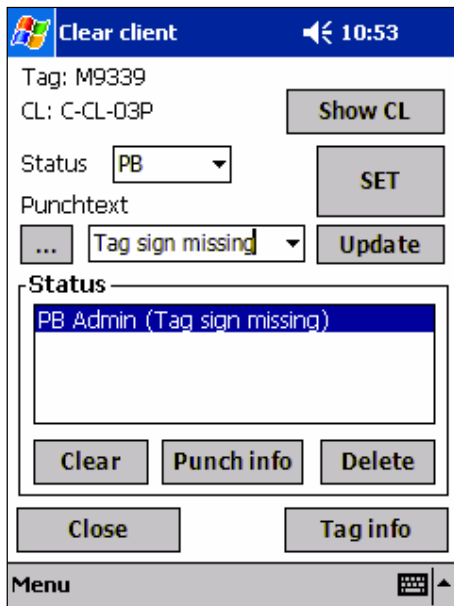 Clear client 10:53
Tag: M9339
CL: C-CL-03P
Show CL
Status PB
SET
Punchtext
... Tag sign missing Update
Status
PB Admin (Tag sign missing)
Clear Punch info Delete
Close Tag info
Menu